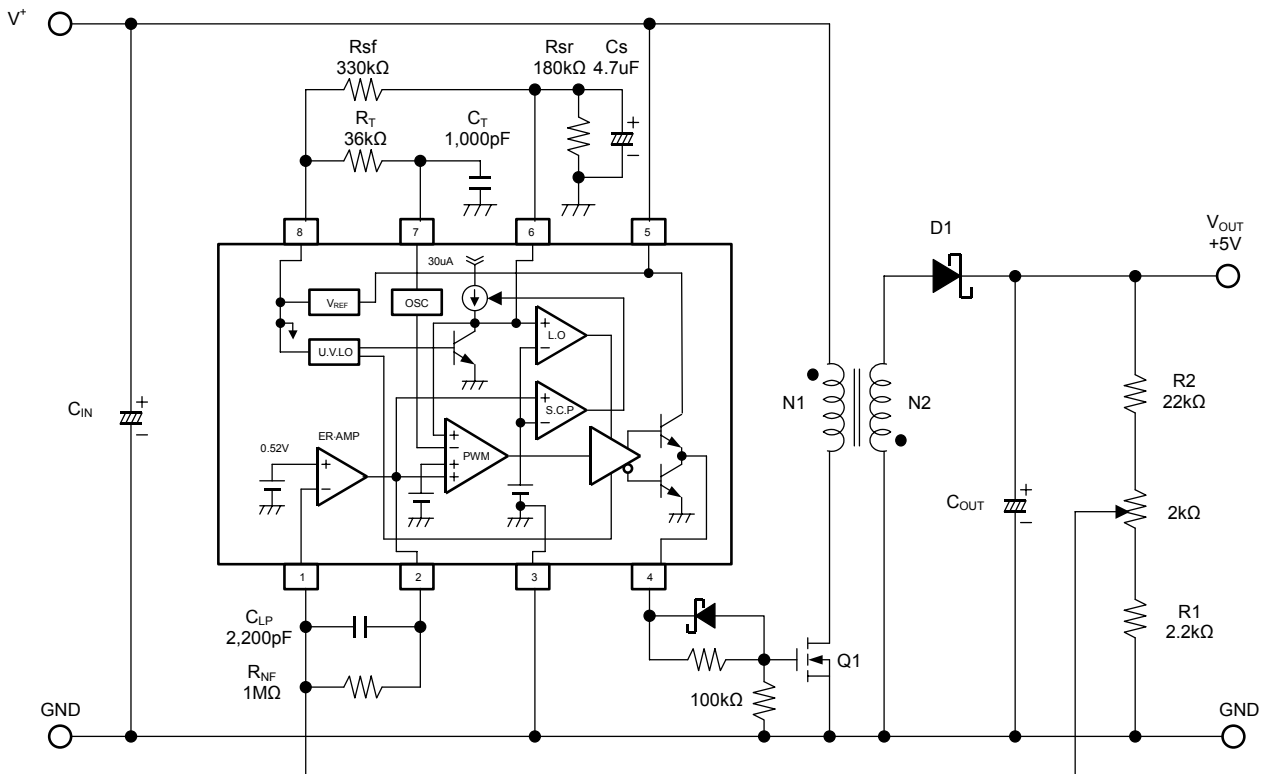 V+
Rsf
330kΩ
Rsr
180kΩ
Cs
4.7uF
RT
36kΩ
CT
1,000pF
8
7
6
5
30uA
VREF
OSC
U.V.LO
L.O
S.C.P
PWM
ER·AMP
0.52V
CIN
+
−
D1
VOUT
+5V
N1
N2
COUT
R2
22kΩ
2kΩ
R1
2.2kΩ
1
2
3
4
CLP
2,200pF
RNF
1MΩ
100kΩ
Q1
GND
GND